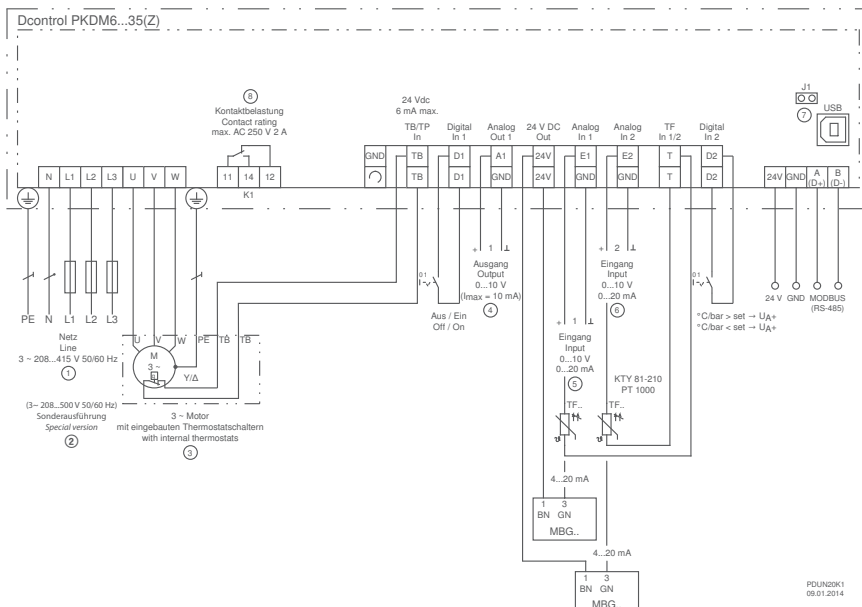 Dcontrol PKDM6...35(Z)
8
Kontaktbelastung
Contact rating
max. AC 250 V 2 A
24 Vdc
6 mA max.
TB/TP
In
Digital
In 1
Analog
Out 1
24 V DC
Out
Analog
In 1
Analog
In 2
TF
In 1/2
Digital
In 2
J1
7
USB
N L1 L2 L3 U V W
11 14 12
K1
GND TB D1 A1 24V E1 E2 T D2
TB D1 GND 24V GND GND T D2
24V GND A (D+) B (D-)
PE N L1 L2 L3
Netz
Line
3 ~ 208...415 V 50/60 Hz
1
(3~ 208...500 V 50/60 Hz)
Sonderausführung
Special version
2
U V W PE TB TB
M
3 ~
Y/Δ
3 ~ Motor
mit eingebauten Thermostatschaltern
with internal thermostats
3
0 1
Aus / Ein
Off / On
+ 1 ⊥
Ausgang
Output
0...10 V
(Imax = 10 mA)
4
+ 1 ⊥
Eingang
Input
0...10 V
0...20 mA
5
+ 2 ⊥
Eingang
Input
0...10 V
0...20 mA
6
KTY 81-210
PT 1000
TF..
TF..
0 1
°C/bar > set → UA+
°C/bar < set → UA+
24 V GND MODBUS
(RS-485)
4...20 mA
1 3
BN GN
MBG..
4...20 mA
1 3
BN GN
MBG..
PDUN20K1
09.01.2014